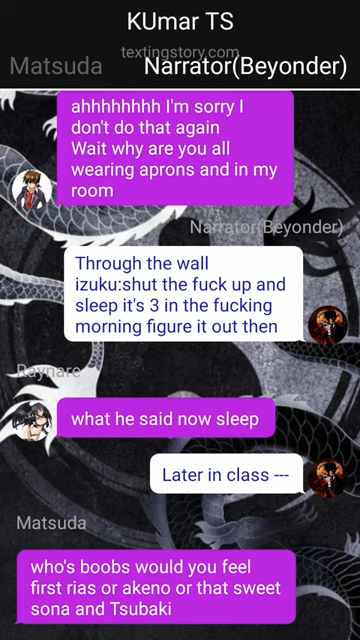 KUmar TS
textingstory.com
Matsuda
Narrator(Beyonder)
ahhhhhhhh I'm sorry I
don't do that again
Wait why are you all
wearing aprons and in my
room
Narrator(Beyonder)
Through the wall
izuku:shut the fuck up and
sleep it's 3 in the fucking
morning figure it out then
Raynare
what he said now sleep
Later in class ---
Matsuda
who's boobs would you feel
first rias or akeno or that sweet
sona and Tsubaki